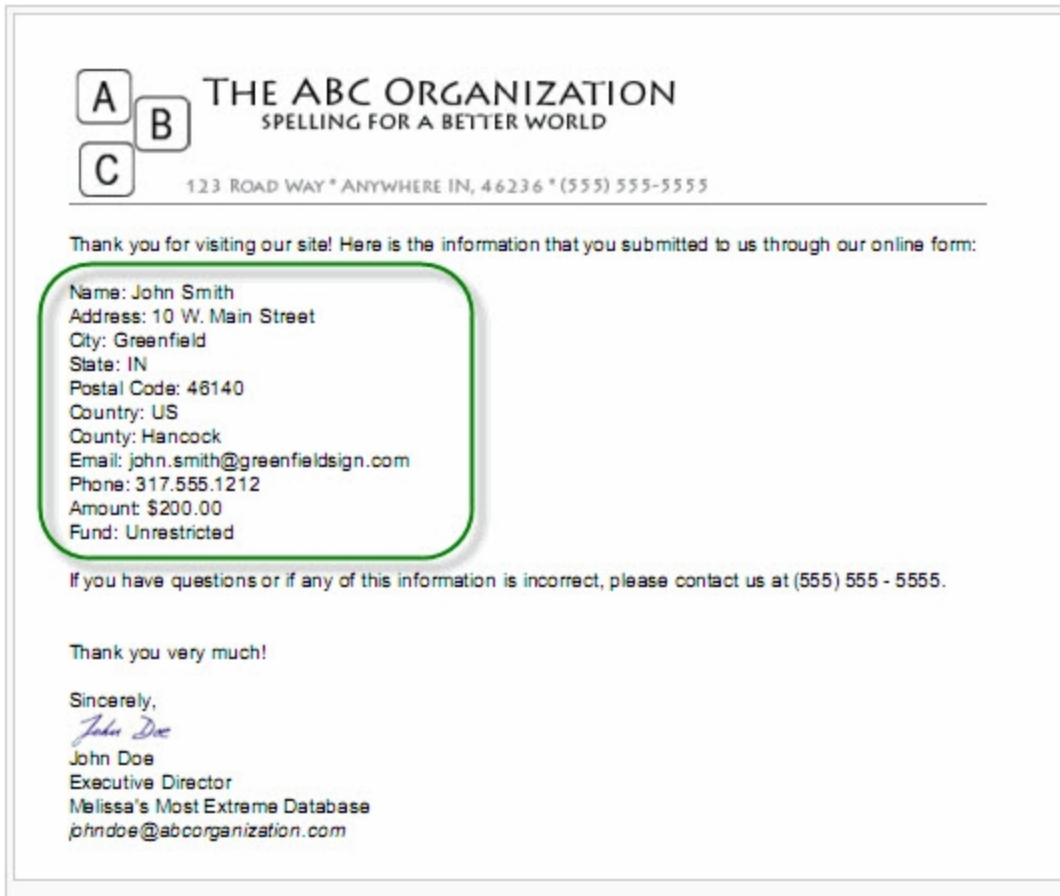 A
B
C
THE ABC ORGANIZATION
SPELLING FOR A BETTER WORLD
123 ROAD WAY * ANYWHERE IN, 46236 * (555) 555-5555
Thank you for visiting our site! Here is the information that you submitted to us through our online form:
Name: John Smith
Address: 10 W. Main Street
City: Greenfield
State: IN
Postal Code: 46140
Country: US
County: Hancock
Email: john.smith@greenfieldsign.com
Phone: 317.555.1212
Amount: $200.00
Fund: Unrestricted
If you have questions or if any of this information is incorrect, please contact us at (555) 555 - 5555.
Thank you very much!
Sincerely,
John Doe
John Doe
Executive Director
Melissa's Most Extreme Database
johndoe@abcorganization.com